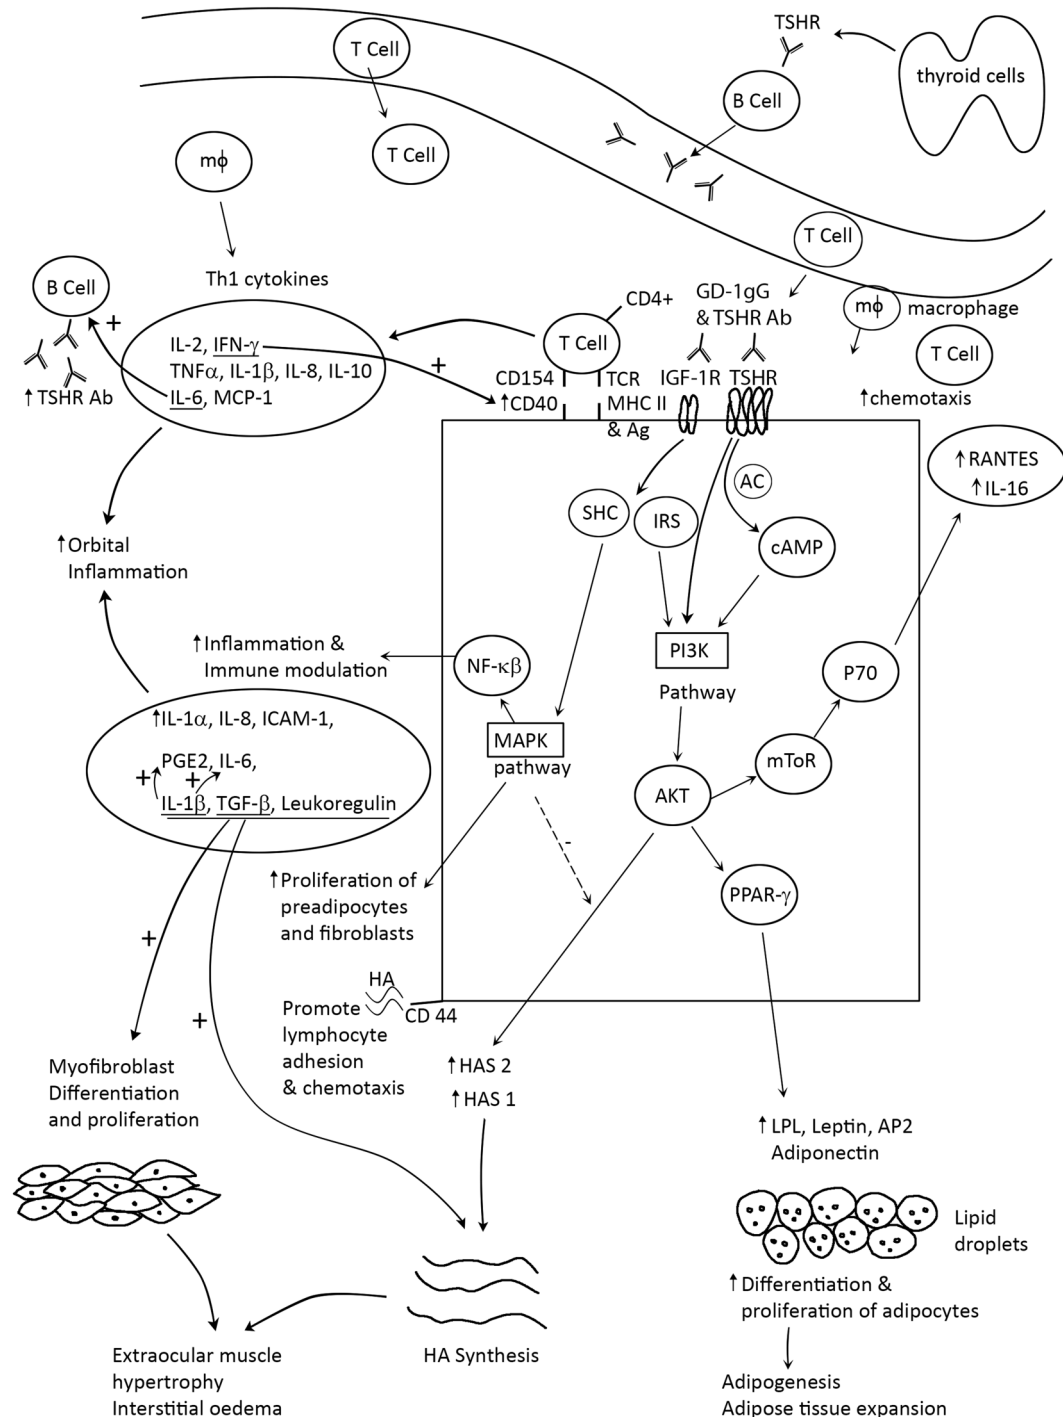 TSHR
thyroid cells
T Cell
B Cell
T Cell
mϕ
T Cell
Th1 cytokines
B Cell
CD4+
GD-1gG
& TSHR Ab
mϕ
macrophage
T Cell
IL-2, IFN-γ
TNFα, IL-1β, IL-8, IL-10
IL-6, MCP-1
+
+
T Cell
↑TSHR Ab
CD154
↑CD40
TCR
MHC II
& Ag
IGF-1R
TSHR
↑chemotaxis
↑RANTES
↑IL-16
AC
SHC
IRS
cAMP
↑Orbital
Inflammation
↑Inflammation &
Immune modulation
NF-κβ
PI3K
Pathway
P70
↑IL-1α, IL-8, ICAM-1,
PGE2, IL-6,
+
+
IL-1β, TGF-β, Leukoregulin
MAPK
pathway
mToR
AKT
-
PPAR-γ
↑Proliferation of
preadipocytes
and fibroblasts
+
+
HA
CD 44
Promote
lymphocyte
adhesion
& chemotaxis
Myofibroblast
Differentiation
and proliferation
↑HAS 2
↑HAS 1
↑LPL, Leptin, AP2
Adiponectin
Lipid
droplets
↑Differentiation &
proliferation of adipocytes
Extraocular muscle
hypertrophy
Interstitial oedema
HA Synthesis
Adipogenesis
Adipose tissue expansion